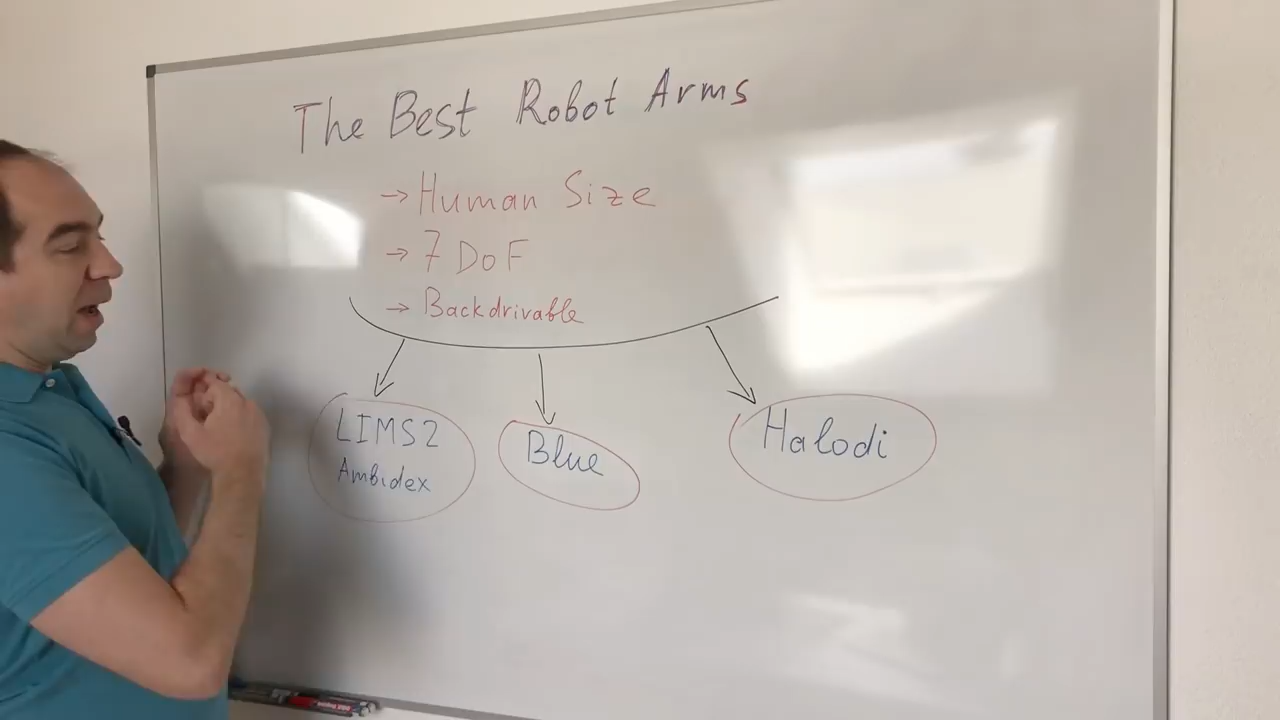 The Best Robot Arms
→ Human Size
→ 7 DoF
→ Backdrivable
LIMS2
Ambidex
Blue
Halodi